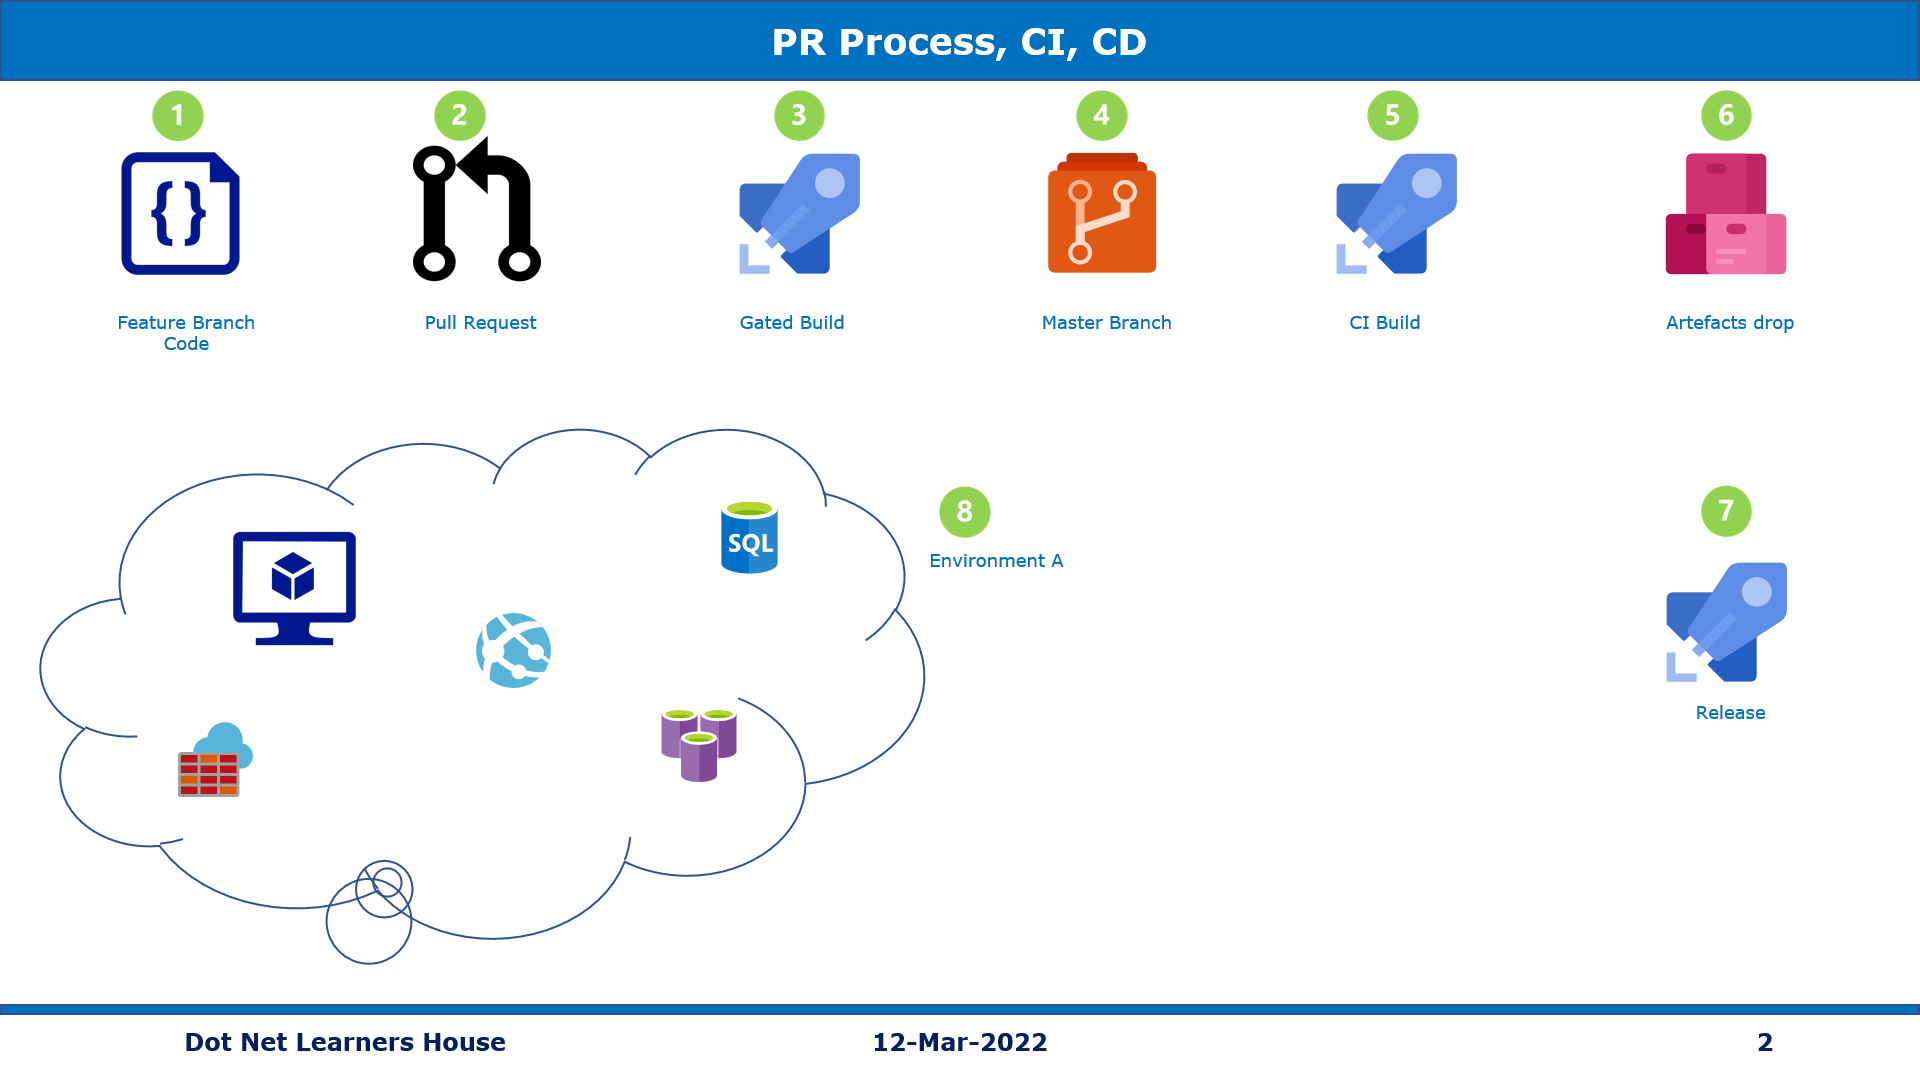 PR Process, CI, CD
1
2
3
4
5
6
{ }
Feature Branch
Code
Pull Request
Gated Build
Master Branch
CI Build
Artefacts drop
8
Environment A
7
Release
SQL
Dot Net Learners House
12-Mar-2022
2